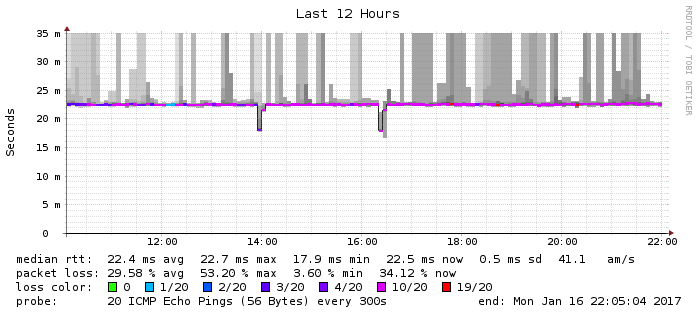 Last 12 Hours
RRDTOOL / TOBI OETIKER
Seconds
35 m
30 m
25 m
20 m
15 m
10 m
5 m
0
12:00 14:00 16:00 18:00 20:00 22:00
median rtt: 22.4 ms avg 22.7 ms max 17.9 ms min 22.5 ms now 0.5 ms sd 41.1 am/s
packet loss: 29.58 % avg 53.20 % max 3.60 % min 34.12 % now
loss color: 0 1/20 2/20 3/20 4/20 10/20 19/20
probe: 20 ICMP Echo Pings (56 Bytes) every 300s end: Mon Jan 16 22:05:04 2017